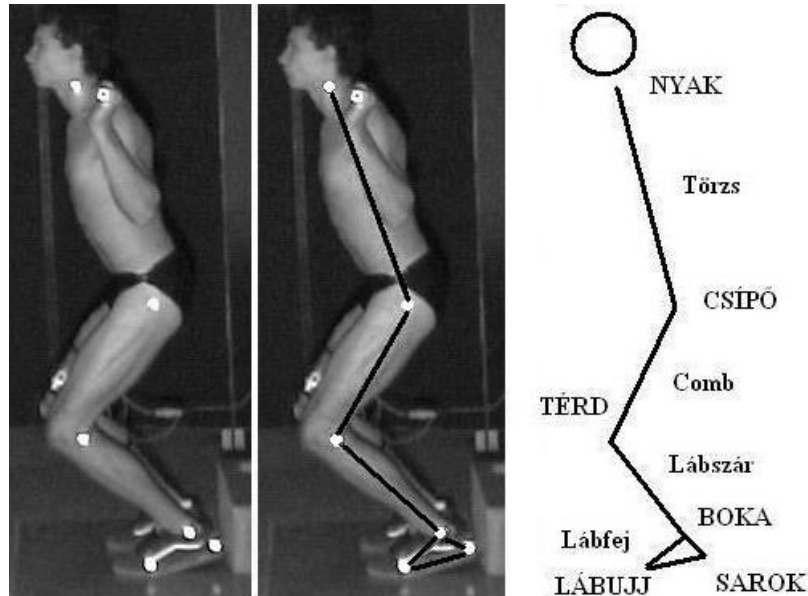 NYAK
Törzs
CSÍPŐ
Comb
TÉRD
Lábszár
BOKA
Lábfej
LÁBUJJ
SAROK